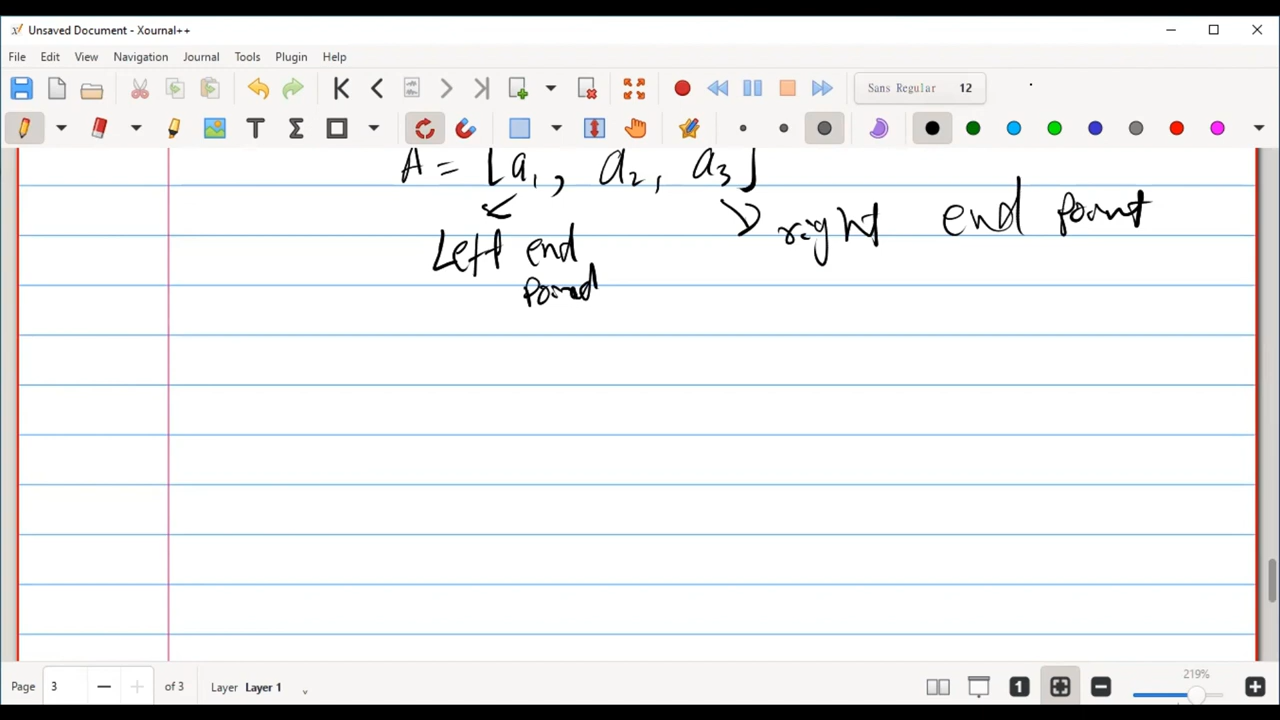 Unsaved Document - Xournal++
File Edit View Navigation Journal Tools Plugin Help
Sans Regular 12
A = [a1, a2, a3]
Left end
right end point
Poined
Page 3 of 3 Layer Layer 1 219%